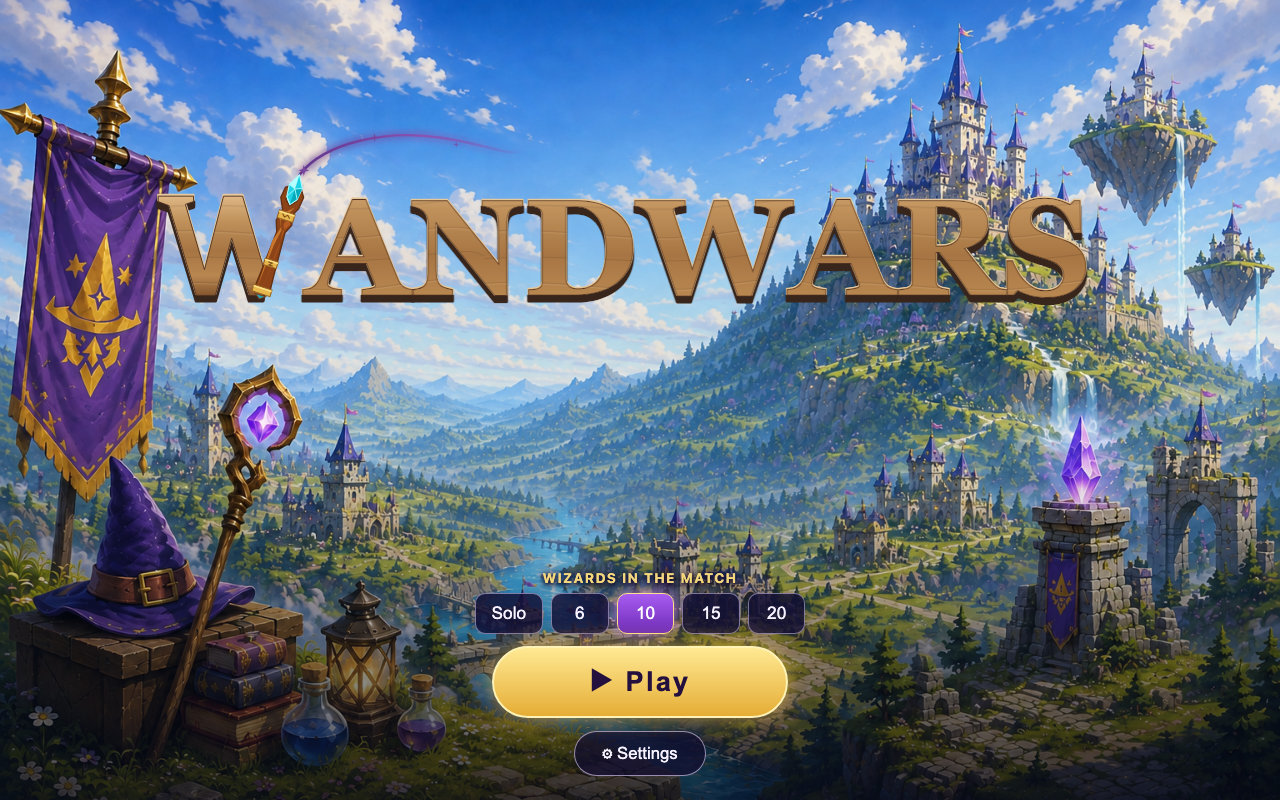 WANDWARS
WIZARDS IN THE MATCH
Solo 6 10 15 20
▶ Play
⚙ Settings